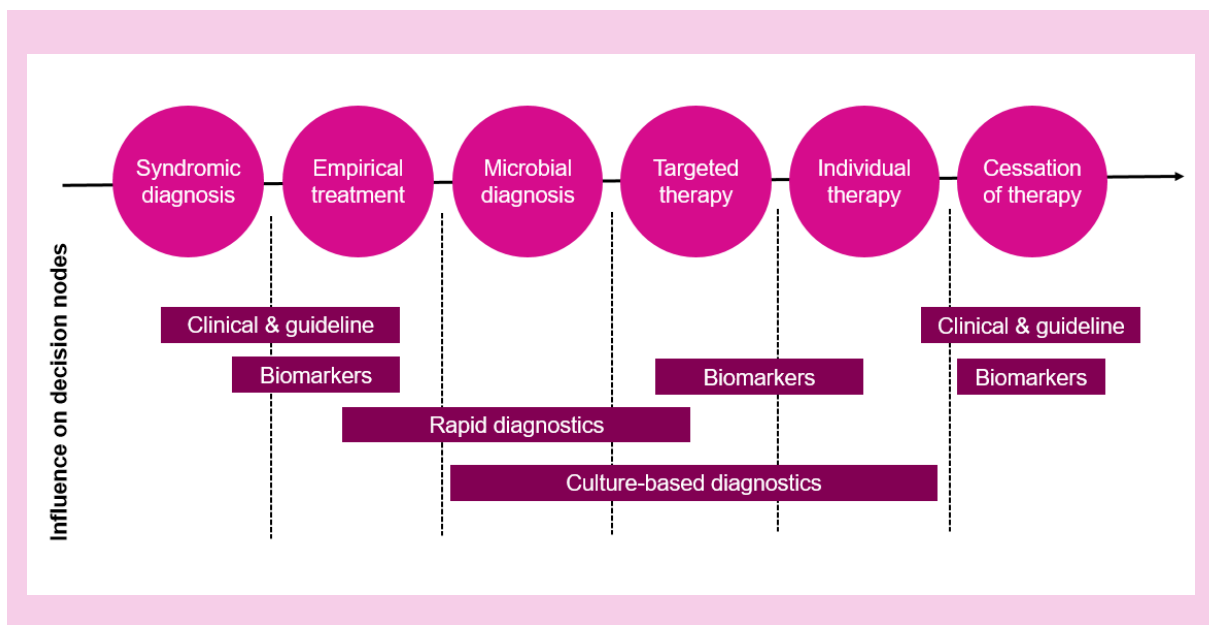 Syndromic
diagnosis
Empirical
treatment
Microbial
diagnosis
Targeted
therapy
Individual
therapy
Cessation
of therapy
Influence on decision nodes
Clinical & guideline
Clinical & guideline
Biomarkers
Biomarkers
Biomarkers
Rapid diagnostics
Culture-based diagnostics